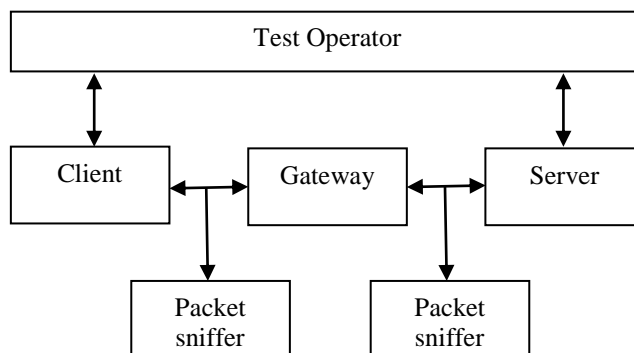 Test Operator
Client
Gateway
Server
Packet
sniffer
Packet
sniffer